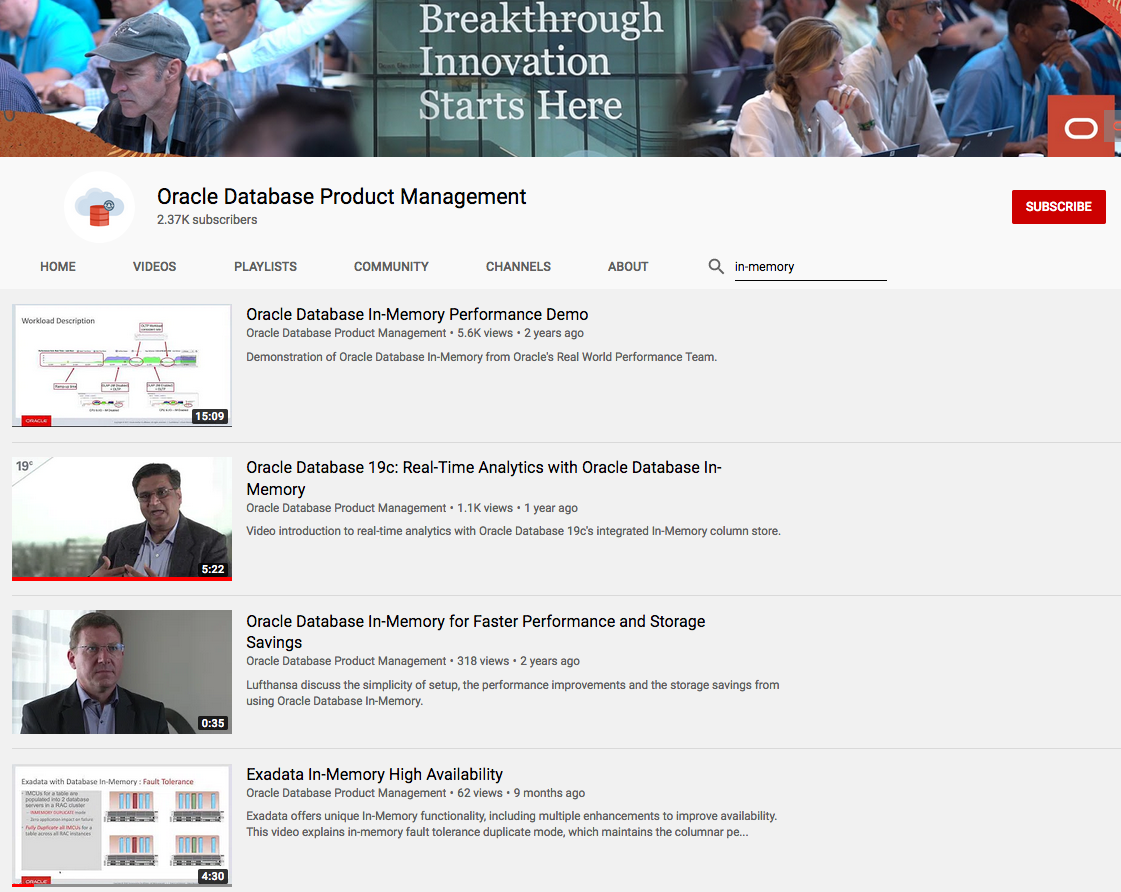 Breakthrough
Innovation
Starts Here
Oracle Database Product Management
2.37K subscribers
SUBSCRIBE
HOME VIDEOS PLAYLISTS COMMUNITY CHANNELS ABOUT in-memory
Workload Description
ORACLE
15:09
Oracle Database In-Memory Performance Demo
Oracle Database Product Management • 5.6K views • 2 years ago
Demonstration of Oracle Database In-Memory from Oracle's Real World Performance Team.
19c
5:22
Oracle Database 19c: Real-Time Analytics with Oracle Database In-
Memory
Oracle Database Product Management • 1.1K views • 1 year ago
Video introduction to real-time analytics with Oracle Database 19c's integrated In-Memory column store.
0:35
Oracle Database In-Memory for Faster Performance and Storage
Savings
Oracle Database Product Management • 318 views • 2 years ago
Lufthansa discuss the simplicity of setup, the performance improvements and the storage savings from
using Oracle Database In-Memory.
Exadata with Database In-Memory : Fault Tolerance
IMCUs for a table are
populated into 2 database
servers in a RAC cluster
Fully Duplicate all IMCUs for a
table across all RAC instances
ORACLE
4:30
Exadata In-Memory High Availability
Oracle Database Product Management • 62 views • 9 months ago
Exadata offers unique In-Memory functionality, including multiple enhancements to improve availability.
This video explains in-memory fault tolerance duplicate mode, which maintains the columnar pe...